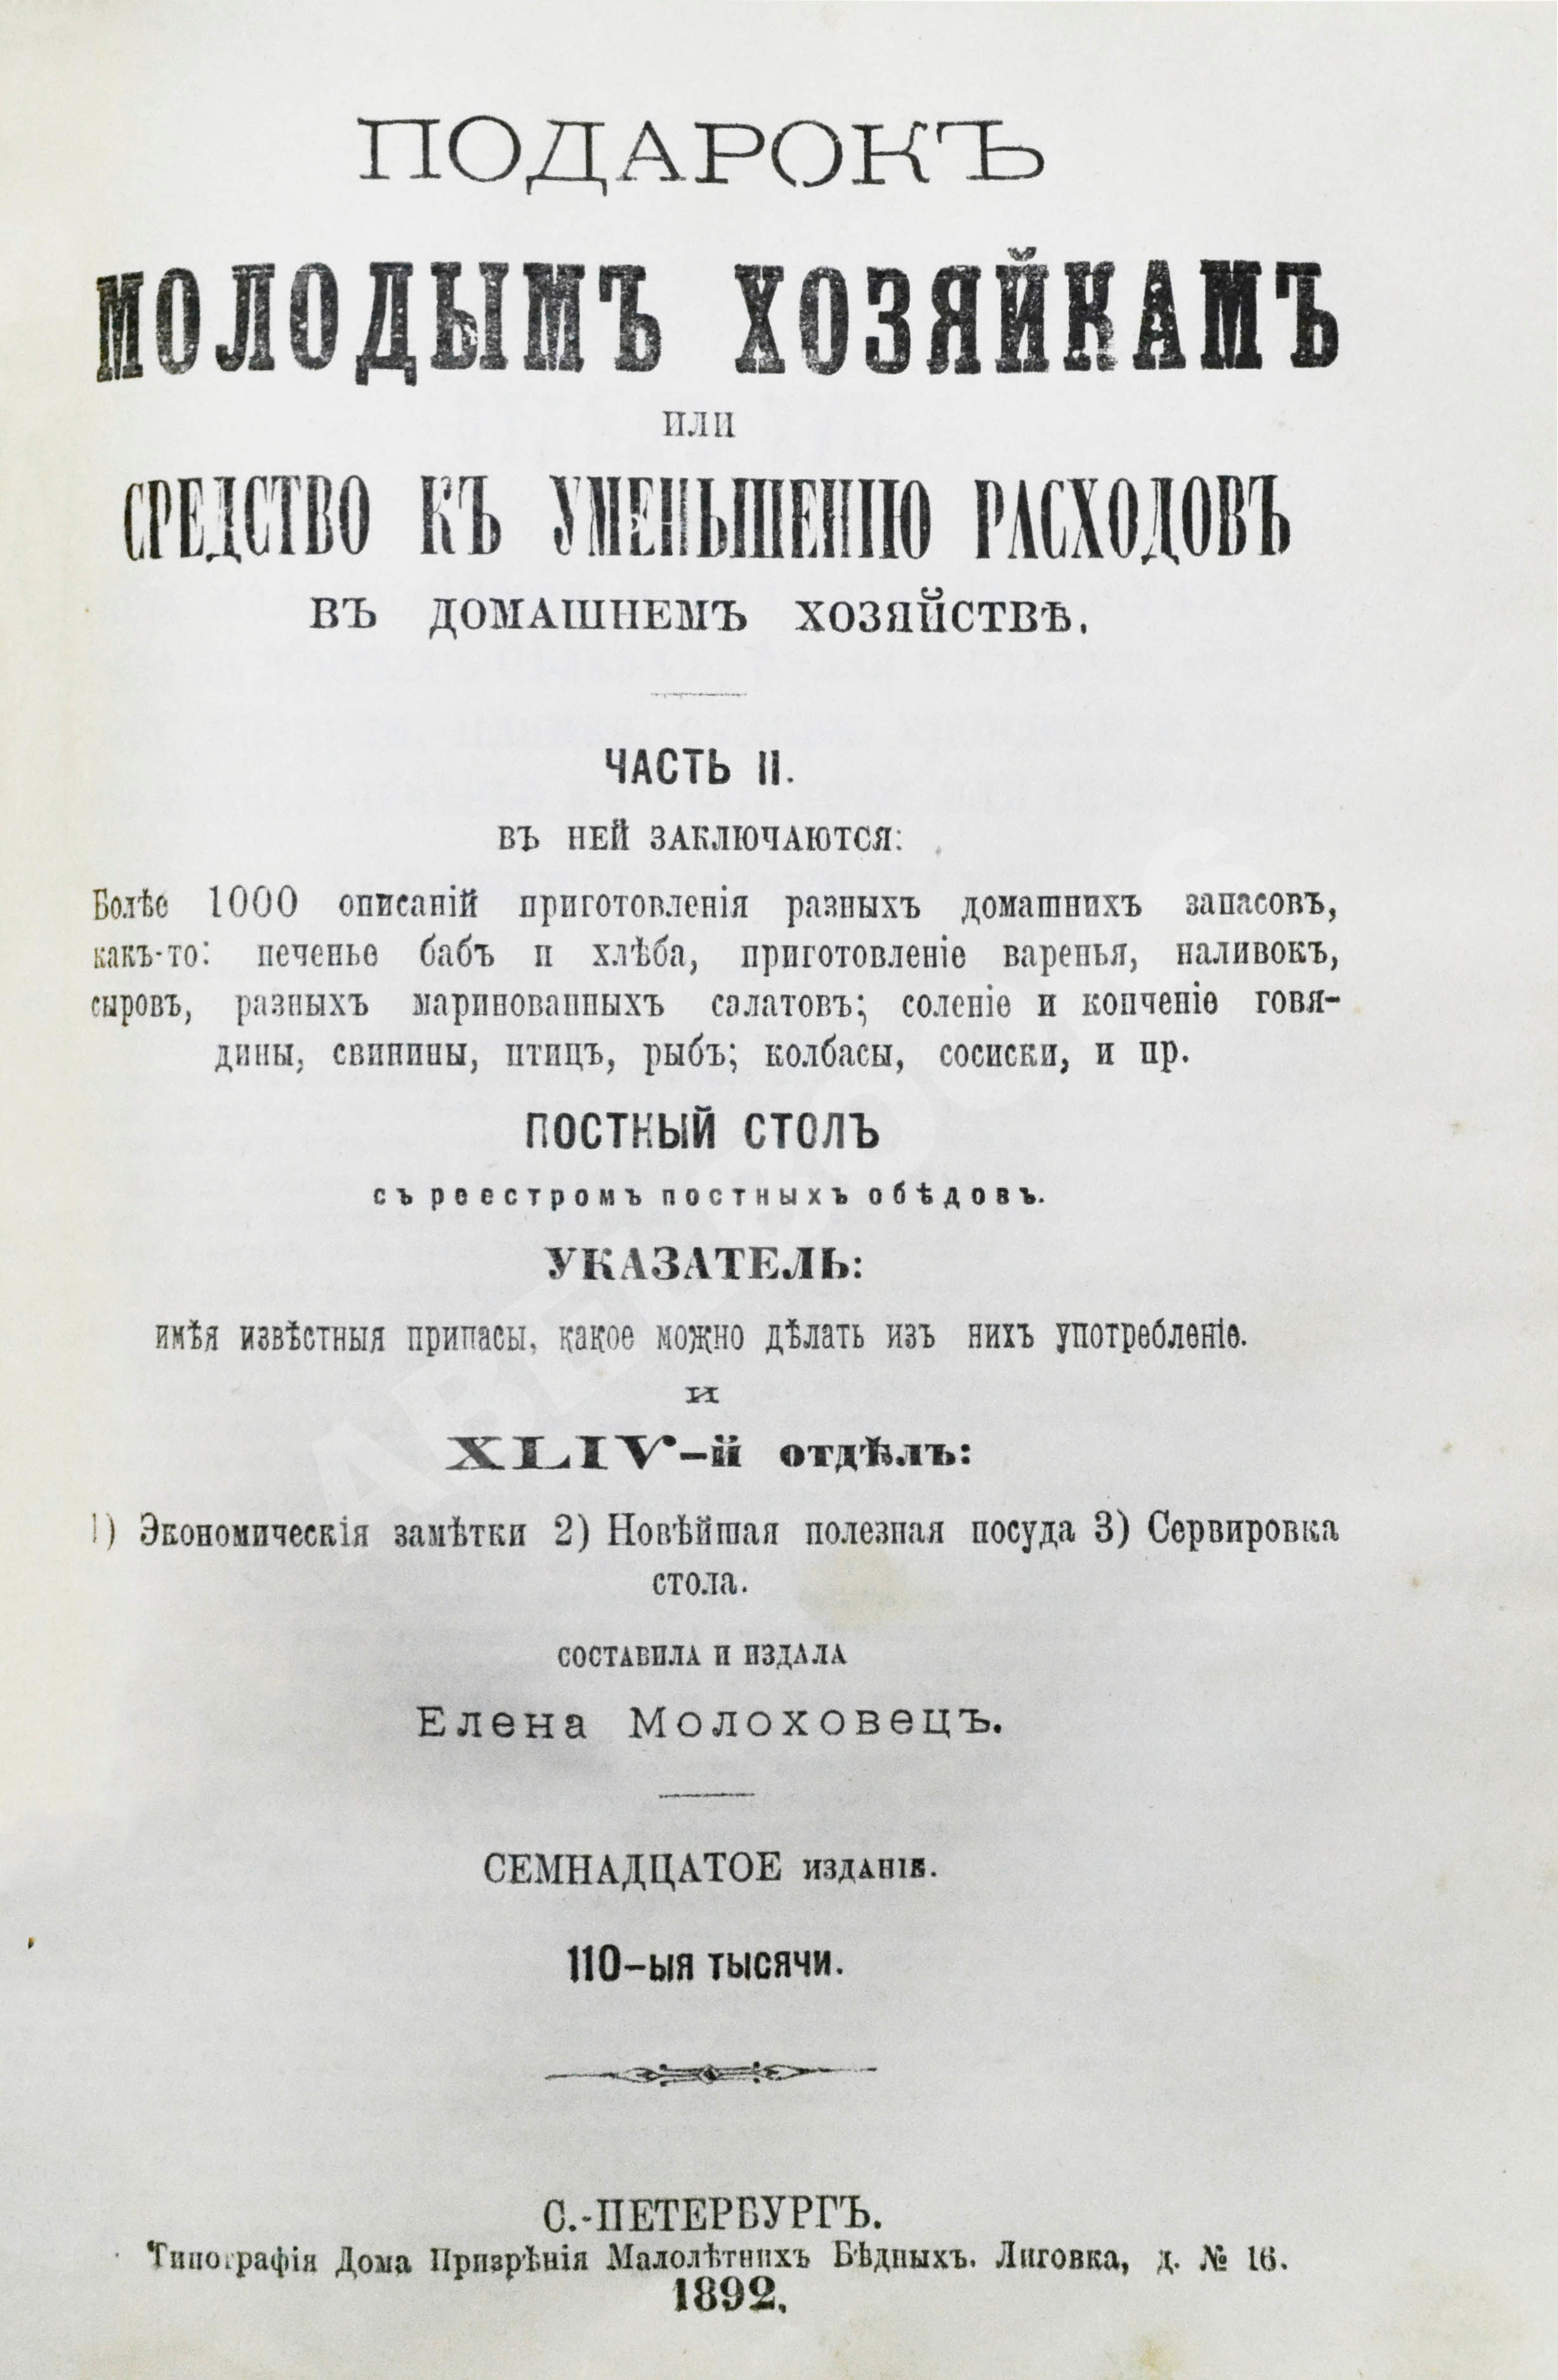 ПОДАРОКЪ
МОЛОДЫМЪ ХОЗЯЙКАМЪ
ИЛИ
СРЕДСТВО КЪ УМЕНЬШЕНІЮ РАСХОДОВЪ
ВЪ ДОМАШНЕМЪ ХОЗЯЙСТВѢ.
ЧАСТЬ II.
ВЪ НЕЙ ЗАКЛЮЧАЮТСЯ:
Болѣе 1000 описаній приготовленія разныхъ домашнихъ запасовъ,
какъ-то: печенье бабъ и хлѣба, приготовленіе варенья, наливокъ,
сыровъ, разныхъ маринованныхъ салатовъ; соленіе и копченіе говя-
дины, свинины, птицъ, рыбъ; колбасы, сосиски, и пр.
ПОСТНЫЙ СТОЛЪ
съ реестромъ постныхъ обѣдовъ.
УКАЗАТЕЛЬ:
имѣя извѣстныя припасы, какое можно дѣлать изъ нихъ употребленіе.
и
XLIV-й отдѣлъ:
1) Экономическія замѣтки 2) Новѣйшая полезная посуда 3) Сервировка
стола.
СОСТАВИЛА И ИЗДАЛА
Елена Молоховецъ.
СЕМНАДЦАТОЕ ИЗДАНІЕ.
110-ыя тысячи.
С.-ПЕТЕРБУРГЪ.
Типографія Дома Призрѣнія Малолѣтнихъ Бѣдныхъ. Лиговка, д. № 16.
1892.